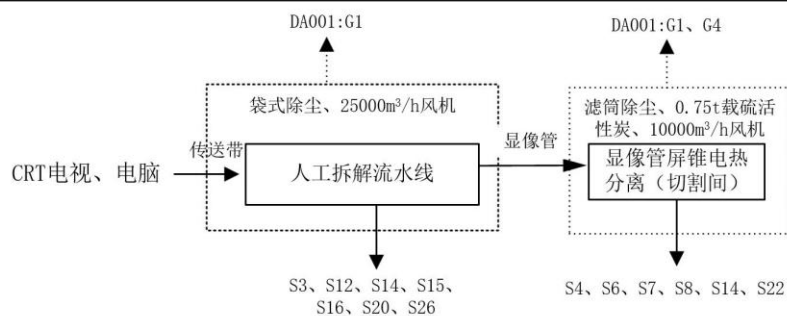 DA001:G1
DA001:G1、G4
袋式除尘、25000m³/h风机
滤筒除尘、0.75t载硫活
性炭、10000m³/h风机
传送带
显像管
CRT电视、电脑
人工拆解流水线
显像管屏锥电热
分离（切割间）
S3、S12、S14、S15、
S16、S20、S26
S4、S6、S7、S8、S14、S22